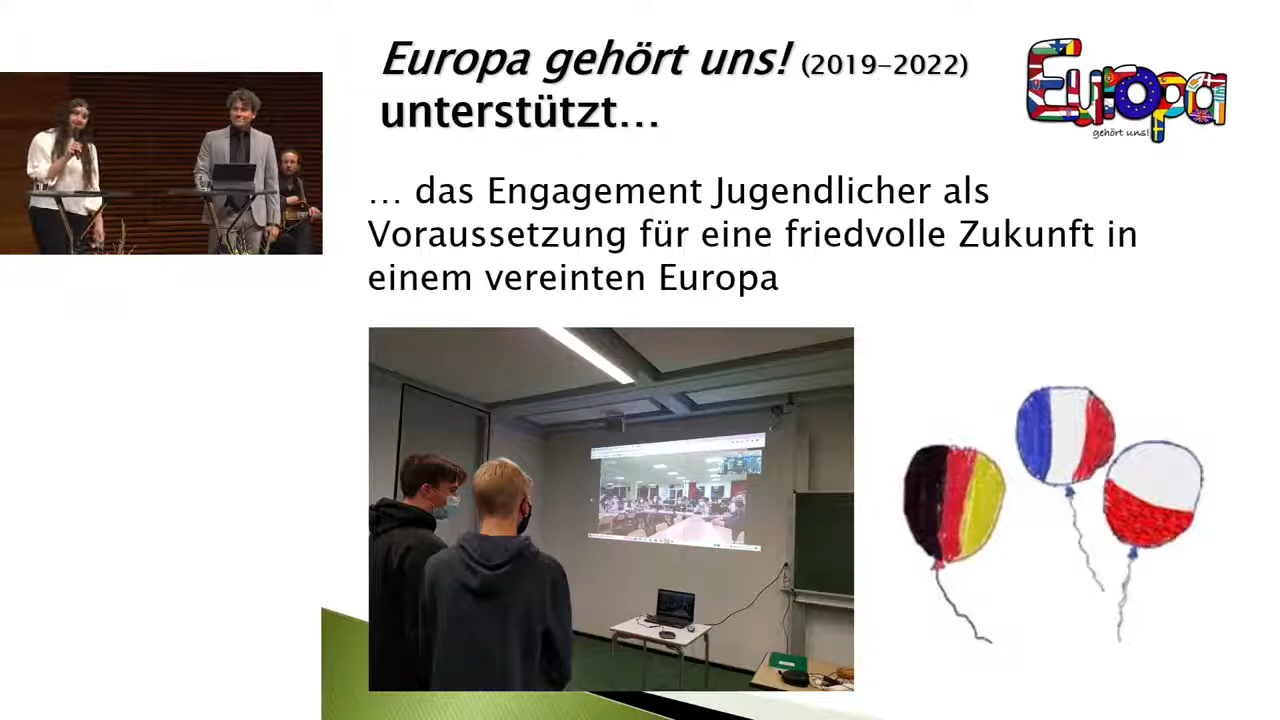 Europa gehört uns! (2019-2022)
unterstützt...
Europa
gehört uns!
... das Engagement Jugendlicher als
Voraussetzung für eine friedvolle Zukunft in
einem vereinten Europa